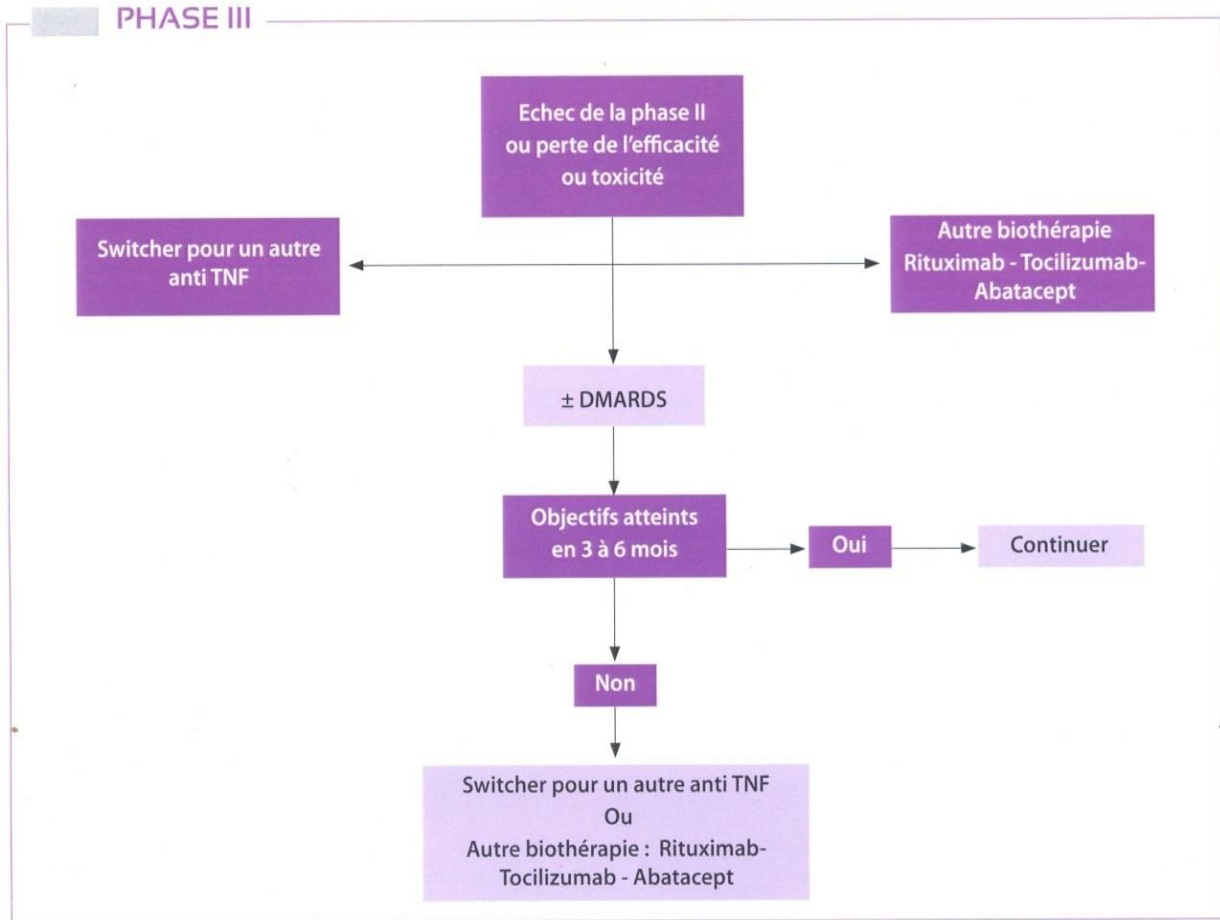 PHASE III
Echec de la phase II
ou perte de l'efficacité
ou toxicité
Switcher pour un autre
anti TNF
Autre biothérapie
Rituximab - Tocilizumab-
Abatacept
± DMARDS
Objectifs atteints
en 3 à 6 mois
Oui
Continuer
Non
Switcher pour un autre anti TNF
Ou
Autre biothérapie : Rituximab-
Tocilizumab - Abatacept